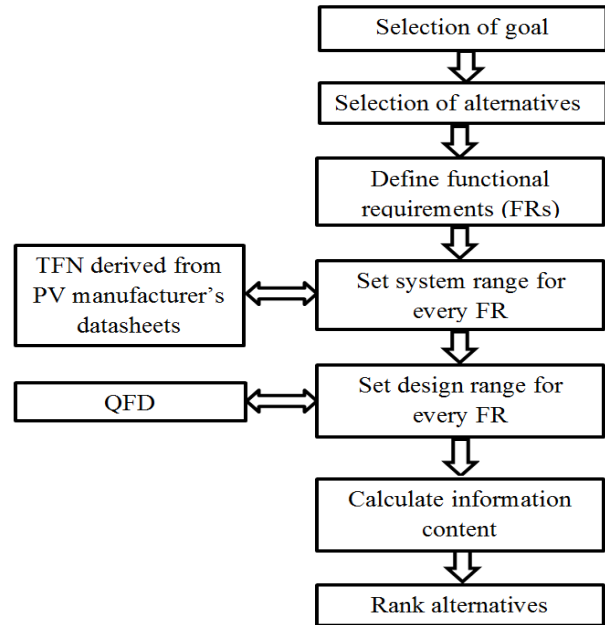 Selection of goal
Selection of alternatives
Define functional
requirements (FRs)
TFN derived from
PV manufacturer's
datasheets
Set system range for
every FR
QFD
Set design range for
every FR
Calculate information
content
Rank alternatives